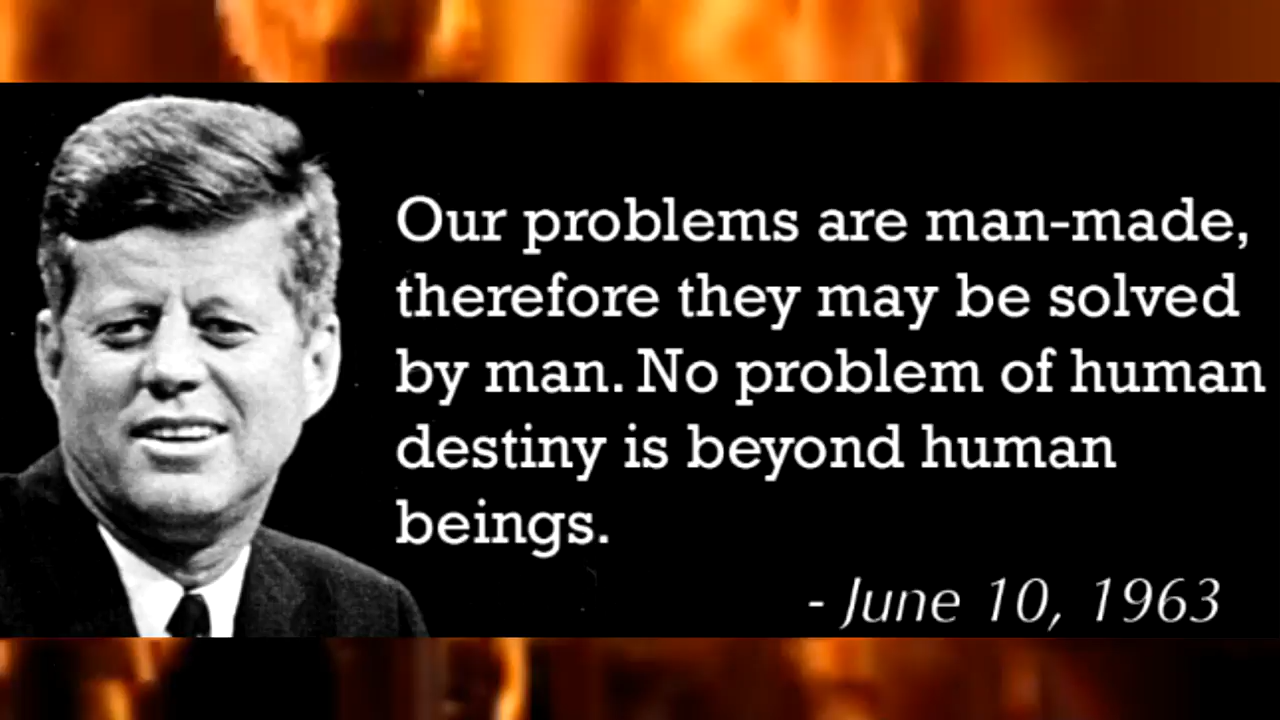 Our problems are man-made,
therefore they may be solved
by man. No problem of human
destiny is beyond human
beings.
- June 10, 1963